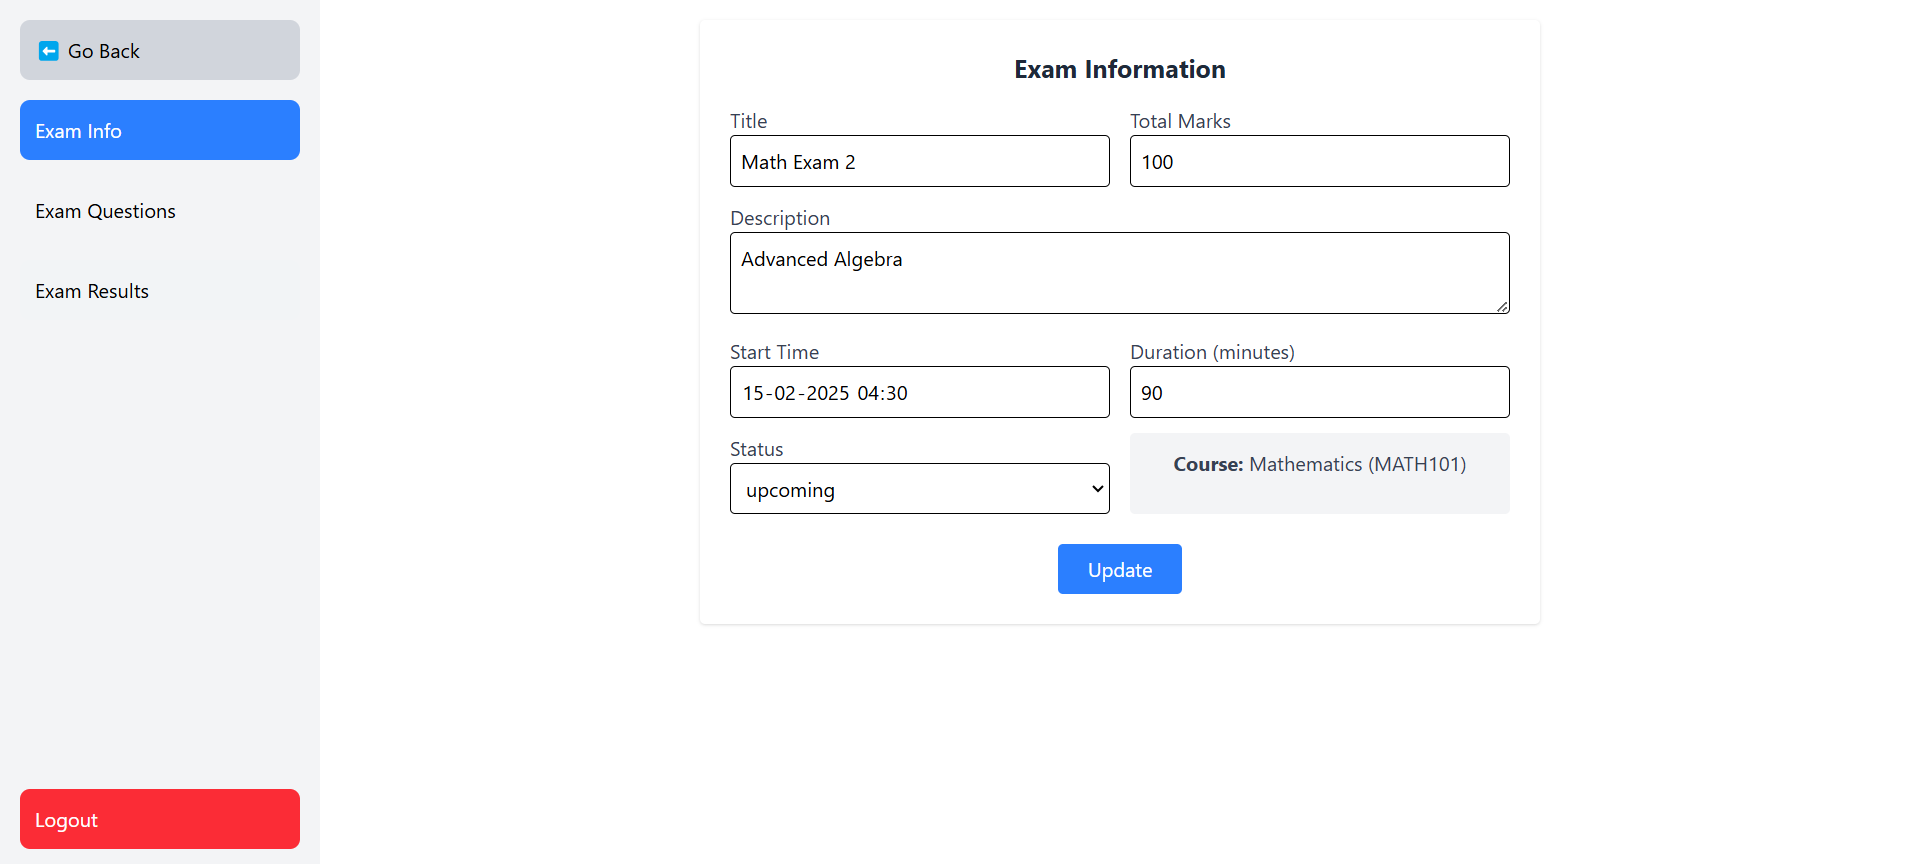 Go Back
Exam Info
Exam Questions
Exam Results
Logout
Exam Information
Title
Math Exam 2
Total Marks
100
Description
Advanced Algebra
Start Time
15-02-2025 04:30
Duration (minutes)
90
Status
upcoming
Course: Mathematics (MATH101)
Update